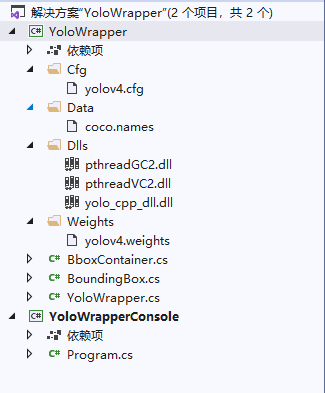 解决方案"YoloWrapper"(2 个项目，共 2 个)
YoloWrapper
依赖项
Cfg
yolov4.cfg
Data
coco.names
Dlls
pthreadGC2.dll
pthreadVC2.dll
yolo_cpp_dll.dll
Weights
yolov4.weights
BboxContainer.cs
BoundingBox.cs
YoloWrapper.cs
YoloWrapperConsole
依赖项
Program.cs